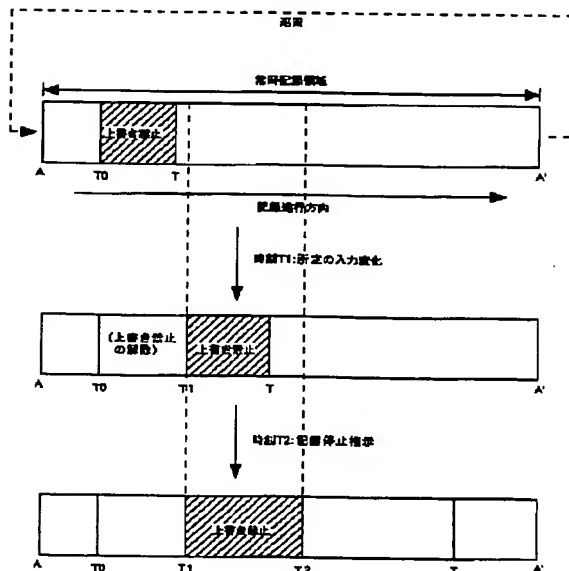 巡回
常時記録領域
上書き禁止
A T0 T A'
記録進行方向
時刻T1:所定の入力変化
(上書き禁止
の解除)
上書き禁止
A T0 T1 T A'
時刻T2:記録停止指示
上書き禁止
A T0 T1 T2 T A'